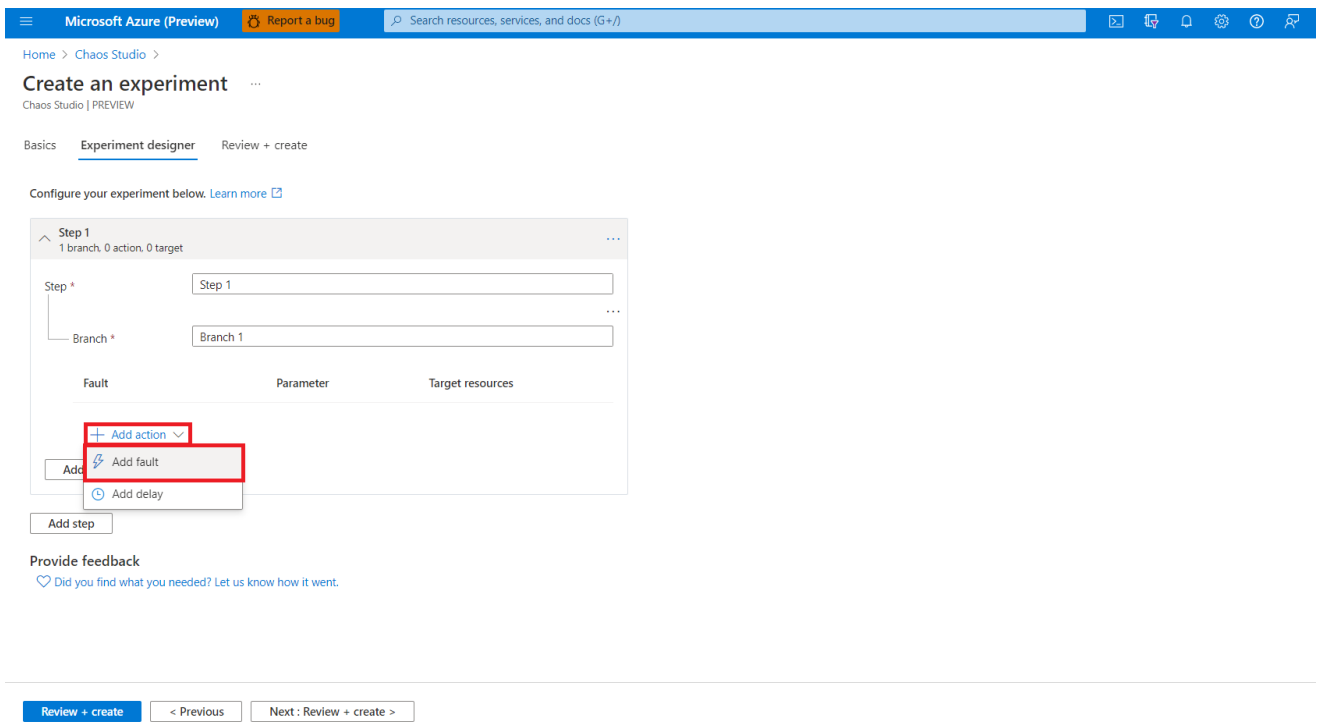 Microsoft Azure (Preview) Report a bug Search resources, services, and docs (G+/)
Home > Chaos Studio >
Create an experiment ...
Chaos Studio | PREVIEW
Basics Experiment designer Review + create
Configure your experiment below. Learn more
Step 1
1 branch, 0 action, 0 target
Step * Step 1
Branch * Branch 1
Fault Parameter Target resources
+ Add action
Add fault
Add
Add delay
Add step
Provide feedback
Did you find what you needed? Let us know how it went.
Review + create < Previous Next : Review + create >